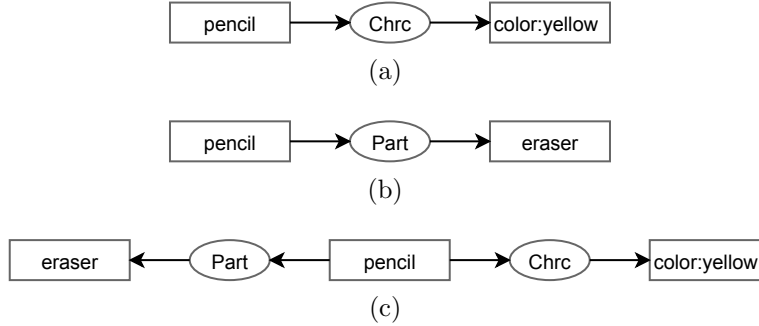 pencil Chrc color:yellow
(a)
pencil Part eraser
(b)
eraser Part pencil Chrc color:yellow
(c)